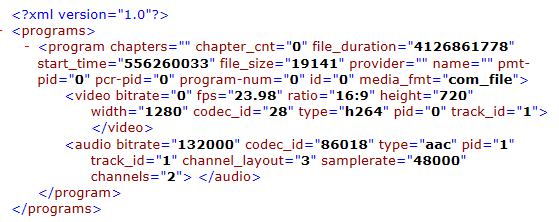 <?xml version="1.0"?>
- <programs>
- <program chapters="" chapter_cnt="0" file_duration="4126861778"
start_time="556260033" file_size="19141" provider="" name="" pmt-
pid="0" pcr-pid="0" program-num="0" id="0" media_fmt="com_file">
<video bitrate="0" fps="23.98" ratio="16:9" height="720"
width="1280" codec_id="28" type="h264" pid="0" track_id="1">
</video>
<audio bitrate="132000" codec_id="86018" type="aac" pid="1"
track_id="1" channel_layout="3" samplerate="48000"
channels="2"> </audio>
</program>
</programs>